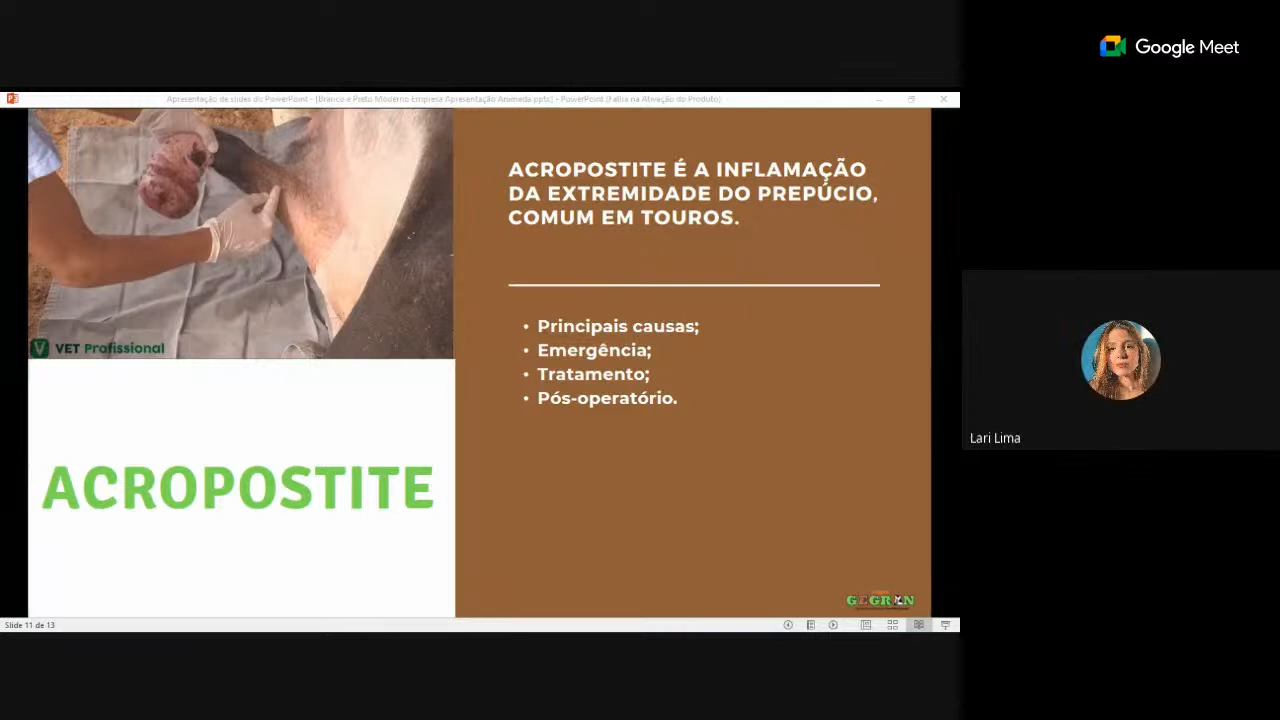 Google Meet
Apresentação de slides do PowerPoint - [Branco e Preto Moderno Empresa Apresentação Animada.pptx] - PowerPoint (Falha na Ativação do Produto)
ACROPOSTITE É A INFLAMAÇÃO
DA EXTREMIDADE DO PREPÚCIO,
COMUM EM TOUROS.
• Principais causas;
• Emergência;
• Tratamento;
• Pós-operatório.
VET Profissional
ACROPOSTITE
Lari Lima
Slide 11 de 13